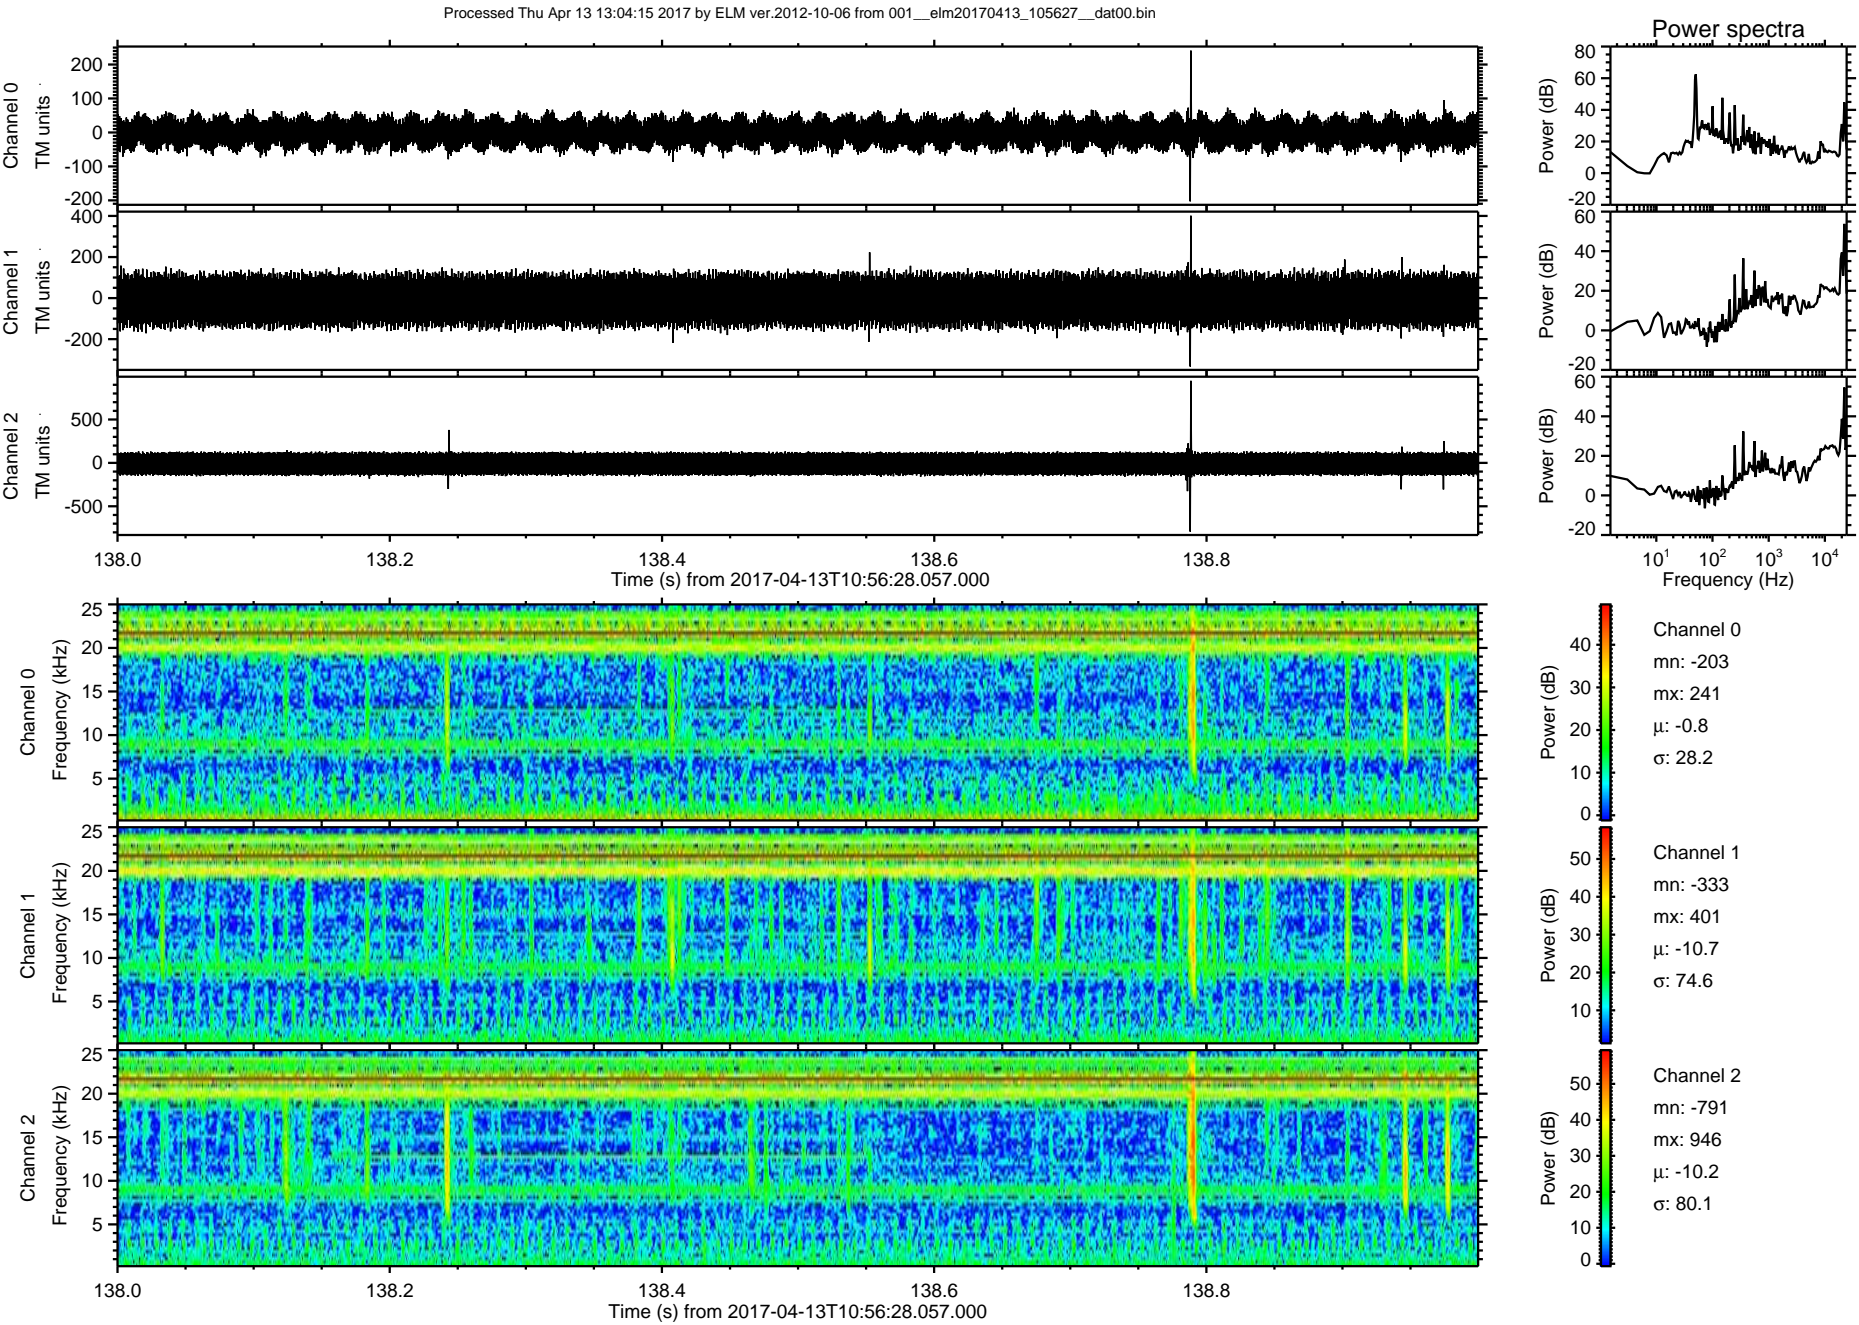 Processed Thu Apr 13 13:04:15 2017 by ELM ver.2012-10-06 from 001__elm20170413_105627__dat00.bin
Power spectra
Channel 0
TM units
200
100
0
-100
-200
Power (dB)
80
60
40
20
0
-20
Channel 1
TM units
400
200
0
-200
Power (dB)
60
40
20
0
-20
Channel 2
TM units
500
0
-500
Power (dB)
60
40
20
0
-20
138.0 138.2 138.4 138.6 138.8
Time (s) from 2017-04-13T10:56:28.057.000
10¹ 10² 10³ 10⁴
Frequency (Hz)
Channel 0
Frequency (kHz)
25
20
15
10
5
Power (dB)
40
30
20
10
0
Channel 0
mn: -203
mx: 241
μ: -0.8
σ: 28.2
Channel 1
Frequency (kHz)
25
20
15
10
5
Power (dB)
50
40
30
20
10
Channel 1
mn: -333
mx: 401
μ: -10.7
σ: 74.6
Channel 2
Frequency (kHz)
25
20
15
10
5
Power (dB)
50
40
30
20
10
0
Channel 2
mn: -791
mx: 946
μ: -10.2
σ: 80.1
138.0 138.2 138.4 138.6 138.8
Time (s) from 2017-04-13T10:56:28.057.000